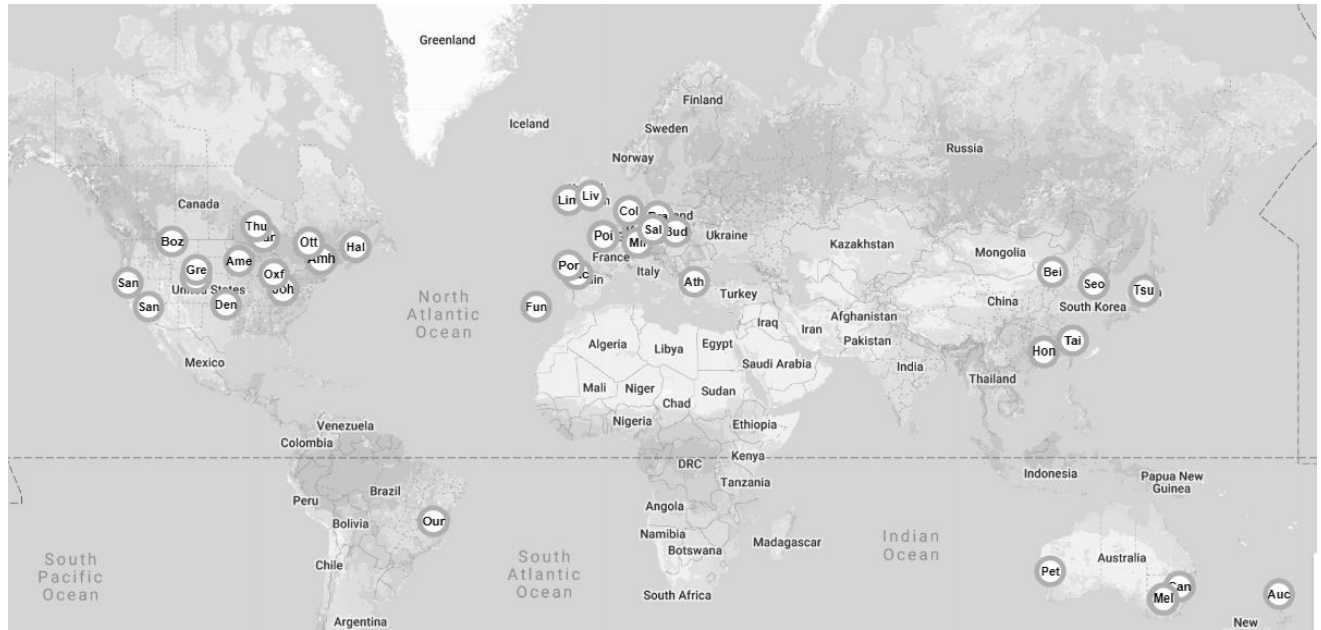 Greenland
Iceland
Finland
Sweden
Norway
Russia
Canada
Ukraine
Kazakhstan
Mongolia
France
Italy
Turkey
United States
China
South Korea
North
Atlantic
Ocean
Mexico
Algeria
Libya
Egypt
Iraq
Iran
Afghanistan
Pakistan
Saudi Arabia
India
Thailand
Mali
Niger
Chad
Sudan
Nigeria
Ethiopia
Venezuela
Colombia
DRC
Kenya
Tanzania
Indonesia
Papua New
Guinea
Peru
Brazil
Bolivia
Angola
Namibia
Botswana
Madagascar
Indian
Ocean
Australia
South
Pacific
Ocean
Chile
South
Atlantic
Ocean
South Africa
Argentina
New
Lin
Liv
Col
Sal
Bud
Poi
Por
Ath
Fun
Thu
Boz
Ott
Hal
Amh
Ame
Gre
Oxf
Joh
Den
San
San
Bei
Seo
Tsu
Hon
Tai
Our
Pet
Can
Mel
Auc